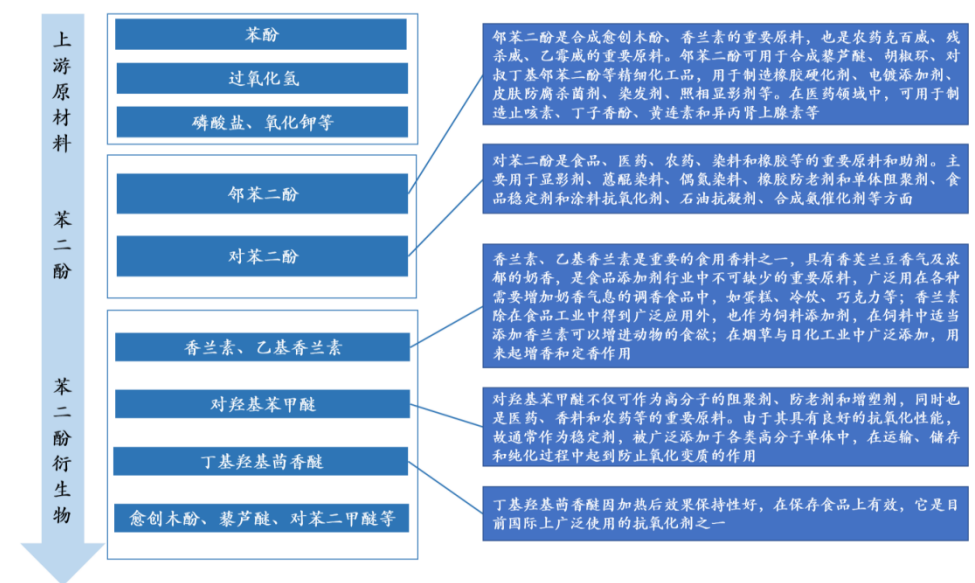 上游原材料
苯酚
过氧化氢
磷酸盐、氧化钾等
苯二酚
邻苯二酚
对苯二酚
苯二酚衍生物
香兰素、乙基香兰素
对羟基苯甲醚
丁基羟基茴香醚
愈创木酚、藜芦醚、对苯二甲醚等
邻苯二酚是合成愈创木酚、香兰素的重要原料，也是农药克百威、残
杀威、乙霉威的重要原料。邻苯二酚可用于合成藜芦醚、胡椒环、对
叔丁基邻苯二酚等精细化工品，用于制造橡胶硬化剂、电镀添加剂、
皮肤防腐杀菌剂、染发剂、照相显影剂等。在医药领域中，可用于制
造止咳素、丁子香酚、黄连素和异丙肾上腺素等
对苯二酚是食品、医药、农药、染料和橡胶等的重要原料和助剂。主
要用于显影剂、蒽醌染料、偶氮染料、橡胶防老剂和单体阻聚剂、食
品稳定剂和涂料抗氧化剂、石油抗凝剂、合成氨催化剂等方面
香兰素、乙基香兰素是重要的食用香料之一，具有香荚兰豆香气及浓
郁的奶香，是食品添加剂行业中不可缺少的重要原料，广泛用在各种
需要增加奶香气息的调香食品中，如蛋糕、冷饮、巧克力等；香兰素
除在食品工业中得到广泛应用外，也作为饲料添加剂，在饲料中适当
添加香兰素可以增进动物的食欲；在烟草与日化工业中广泛添加，用
来起增香和定香作用
对羟基苯甲醚不仅可作为高分子的阻聚剂、防老剂和增塑剂，同时也
是医药、香料和农药等的重要原料。由于其具有良好的抗氧化性能，
故通常作为稳定剂，被广泛添加于各类高分子单体中，在运输、储存
和纯化过程中起到防止氧化变质的作用
丁基羟基茴香醚因加热后效果保持性好，在保存食品上有效，它是目
前国际上广泛使用的抗氧化剂之一